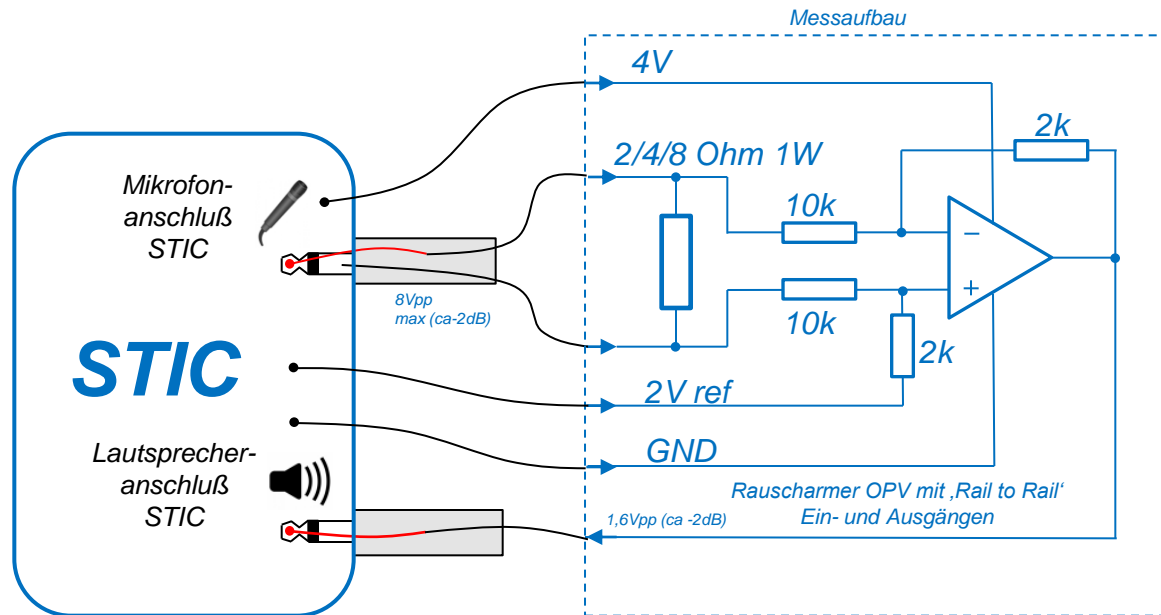 Messaufbau
4V
2k
2/4/8 Ohm 1W
Mikrofon-
anschluß
STIC
10k
−
+
8Vpp
max (ca-2dB)
10k
2k
STIC
2V ref
GND
Lautsprecher-
anschluß
STIC
Rauscharmer OPV mit ‚Rail to Rail‘
Ein- und Ausgängen
1,6Vpp (ca -2dB)